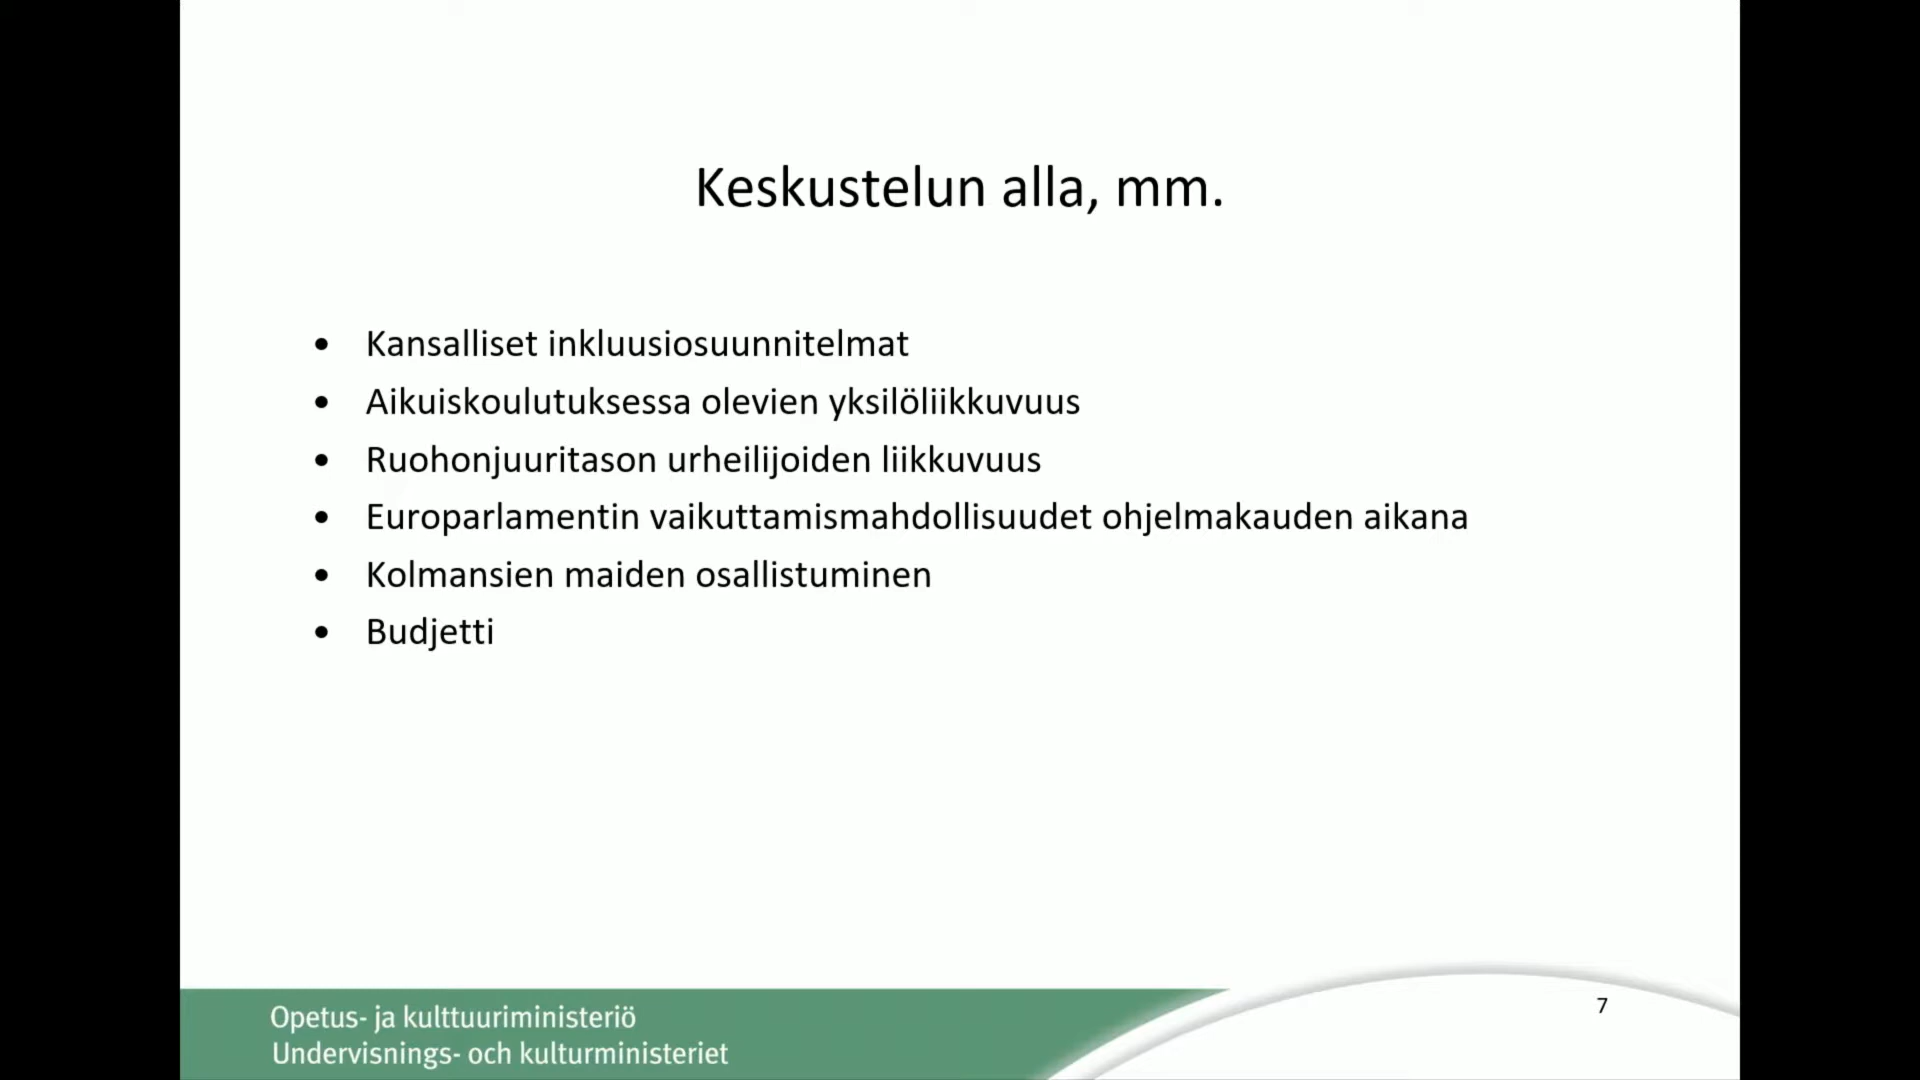 Keskustelun alla, mm.
• Kansalliset inkluusiosuunnitelmat
• Aikuiskoulutuksessa olevien yksilöliikkuvuus
• Ruohonjuuritason urheilijoiden liikkuvuus
• Europarlamentin vaikuttamismahdollisuudet ohjelmakauden aikana
• Kolmansien maiden osallistuminen
• Budjetti
Opetus- ja kulttuuriministeriö
Undervisnings- och kulturministeriet
7